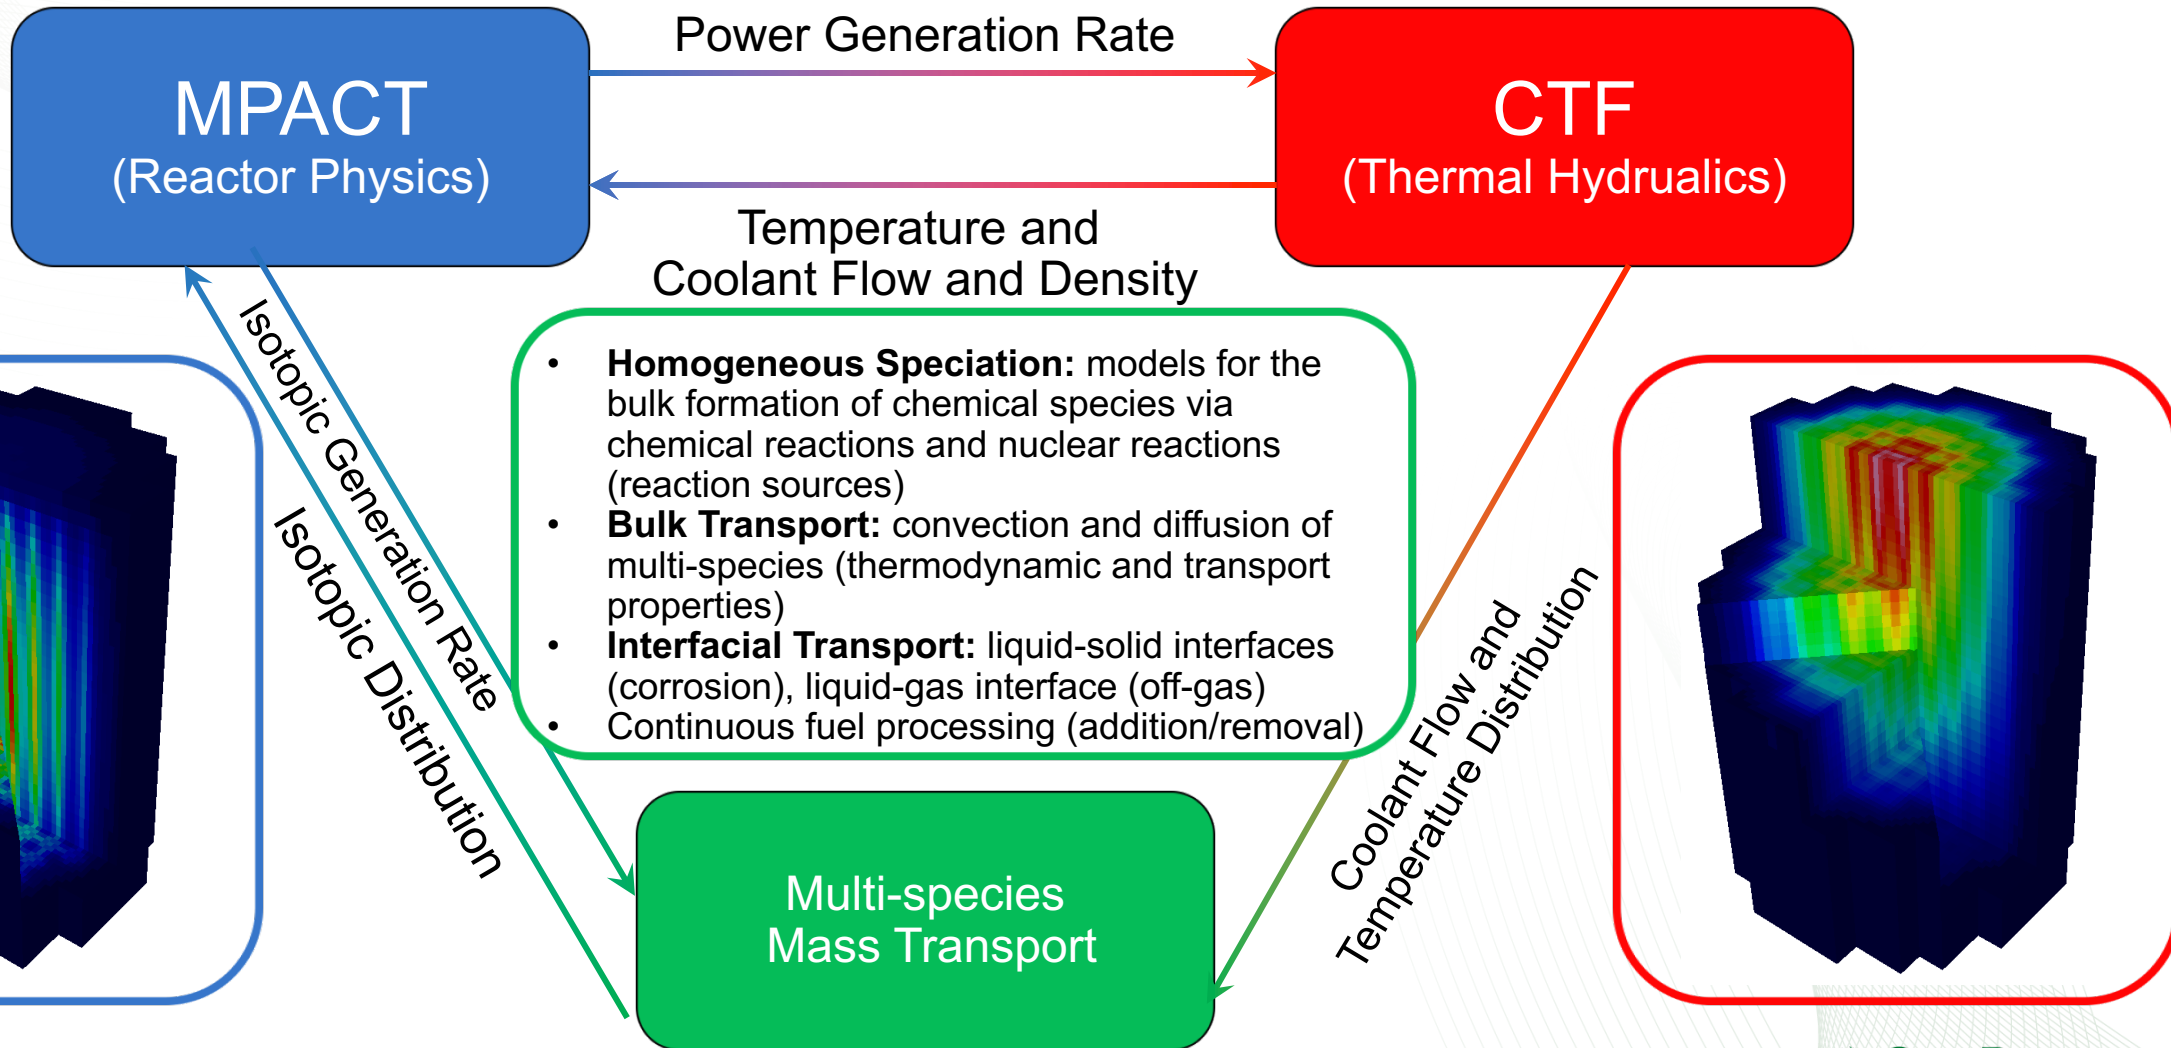 Power Generation Rate
MPACT
(Reactor Physics)
CTF
(Thermal Hydrualics)
Temperature and
Coolant Flow and Density
Isotopic Generation Rate
Isotopic Distribution
• Homogeneous Speciation: models for the
bulk formation of chemical species via
chemical reactions and nuclear reactions
(reaction sources)
• Bulk Transport: convection and diffusion of
multi-species (thermodynamic and transport
properties)
• Interfacial Transport: liquid-solid interfaces
(corrosion), liquid-gas interface (off-gas)
• Continuous fuel processing (addition/removal)
Coolant Flow and
Temperature Distribution
Multi-species
Mass Transport